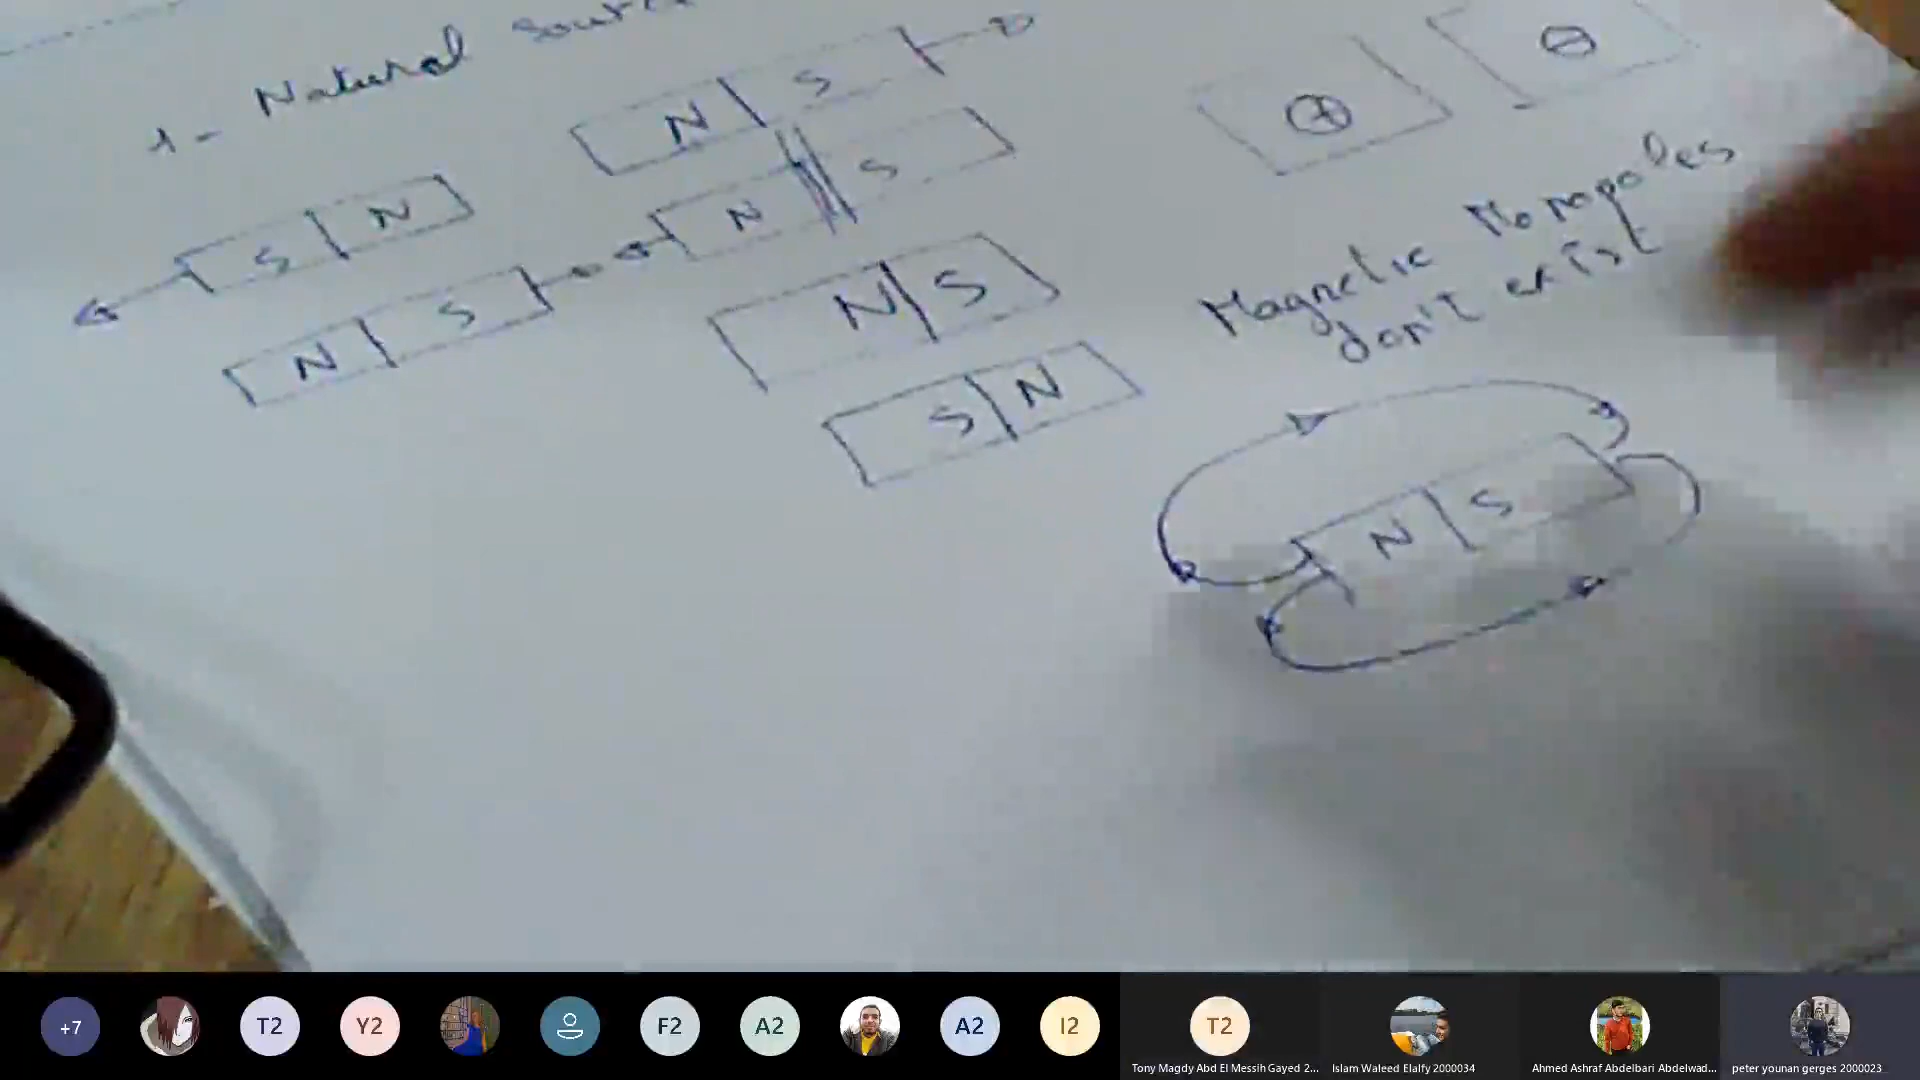 1- Natural
N S
S N
N S
N S
N S
S N
+
-
Magnetic Monopoles
don't exist
N S
+7
T2
Y2
F2
A2
A2
I2
T2
Tony Magdy Abd El Messih Gayed 2...
Islam Waleed Elalfy 2000034
Ahmed Ashraf Abdelbari Abdelwad...
peter younan gerges 2000023